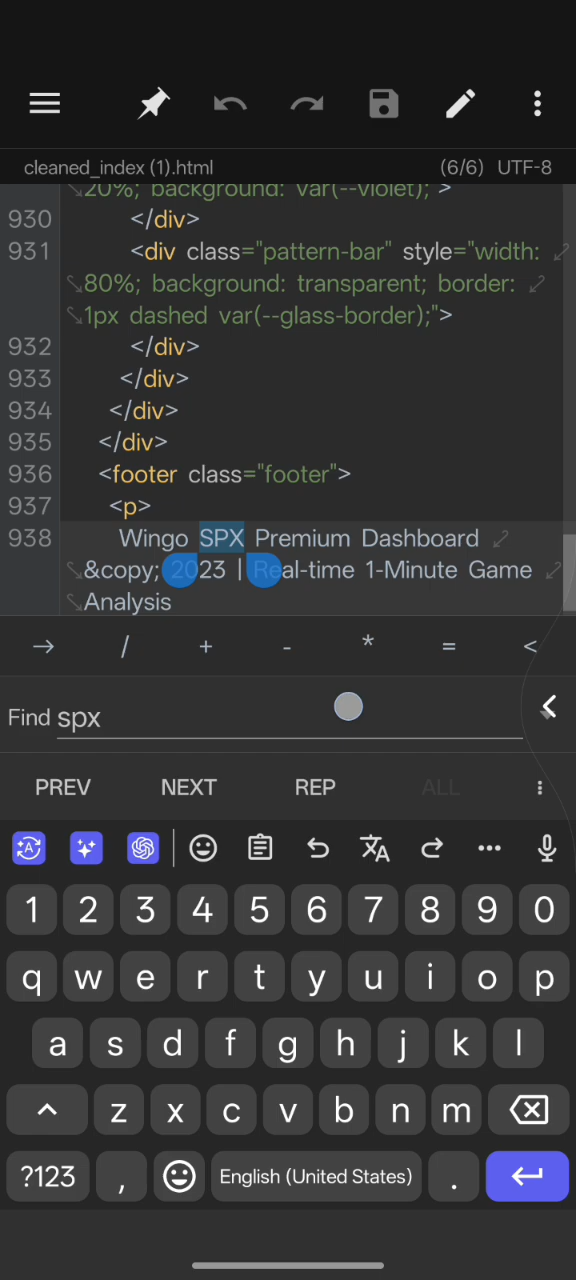 cleaned_index (1).html (6/6) UTF-8
20%; background: var(--violet);">
930 </div>
931 <div class="pattern-bar" style="width:
80%; background: transparent; border:
1px dashed var(--glass-border);">
932 </div>
933 </div>
934 </div>
935 </div>
936 <footer class="footer">
937 <p>
938 Wingo SPX Premium Dashboard
&copy; 2023 | Real-time 1-Minute Game
Analysis
→ / + - * = <
Find spx
PREV NEXT REP ALL
1 2 3 4 5 6 7 8 9 0
q w e r t y u i o p
a s d f g h j k l
z x c v b n m
?123 , English (United States) .